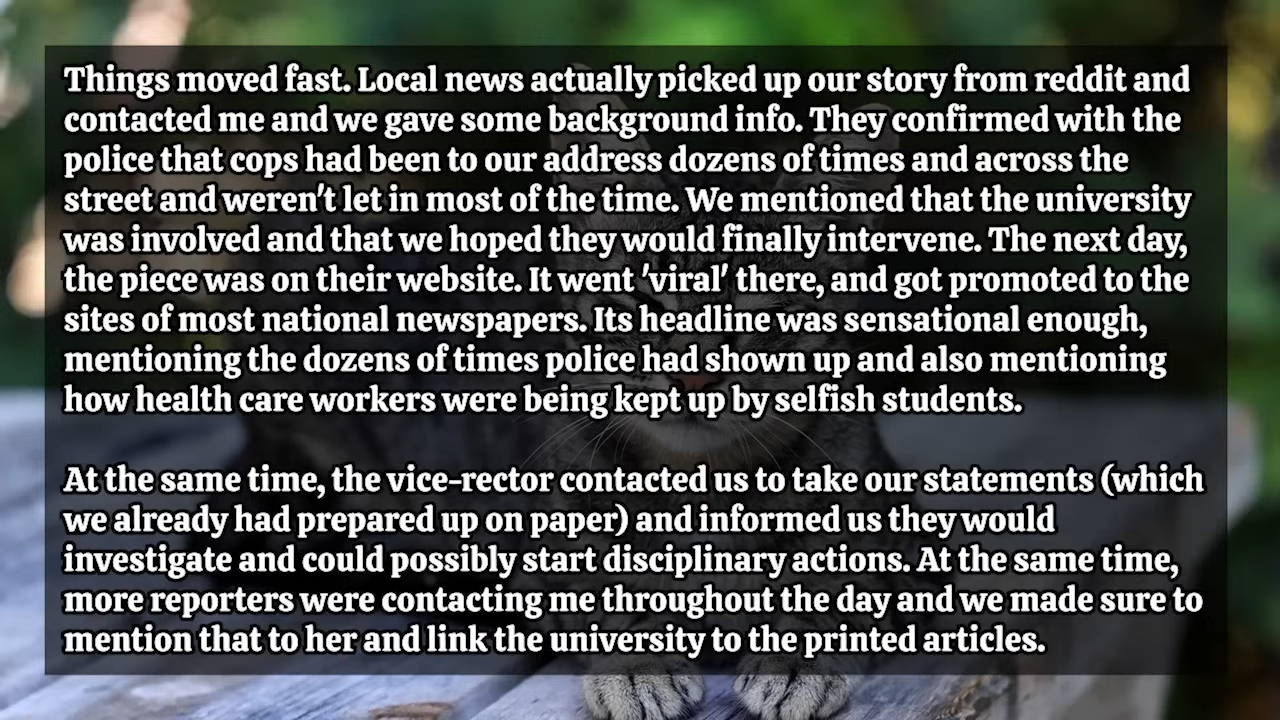 Things moved fast. Local news actually picked up our story from reddit and
contacted me and we gave some background info. They confirmed with the
police that cops had been to our address dozens of times and across the
street and weren't let in most of the time. We mentioned that the university
was involved and that we hoped they would finally intervene. The next day,
the piece was on their website. It went 'viral' there, and got promoted to the
sites of most national newspapers. Its headline was sensational enough,
mentioning the dozens of times police had shown up and also mentioning
how health care workers were being kept up by selfish students.
At the same time, the vice-rector contacted us to take our statements (which
we already had prepared up on paper) and informed us they would
investigate and could possibly start disciplinary actions. At the same time,
more reporters were contacting me throughout the day and we made sure to
mention that to her and link the university to the printed articles.